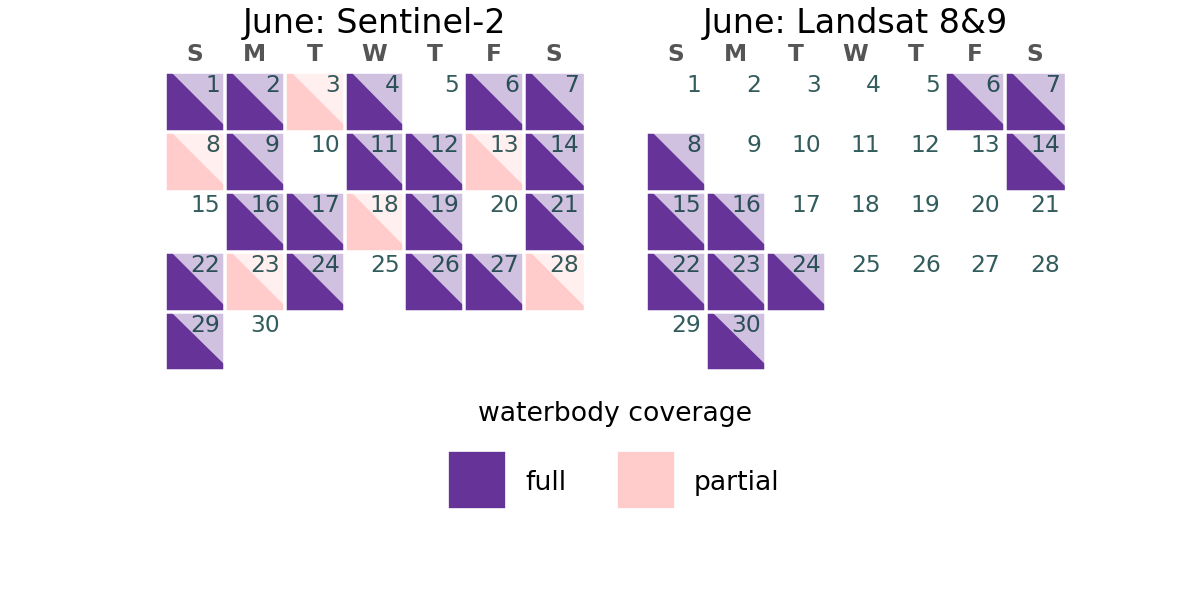 June: Sentinel-2
S M T W T F S
1 2 3 4 5 6 7
8 9 10 11 12 13 14
15 16 17 18 19 20 21
22 23 24 25 26 27 28
29 30
June: Landsat 8&9
S M T W T F S
1 2 3 4 5 6 7
8 9 10 11 12 13 14
15 16 17 18 19 20 21
22 23 24 25 26 27 28
29 30
waterbody coverage
full partial